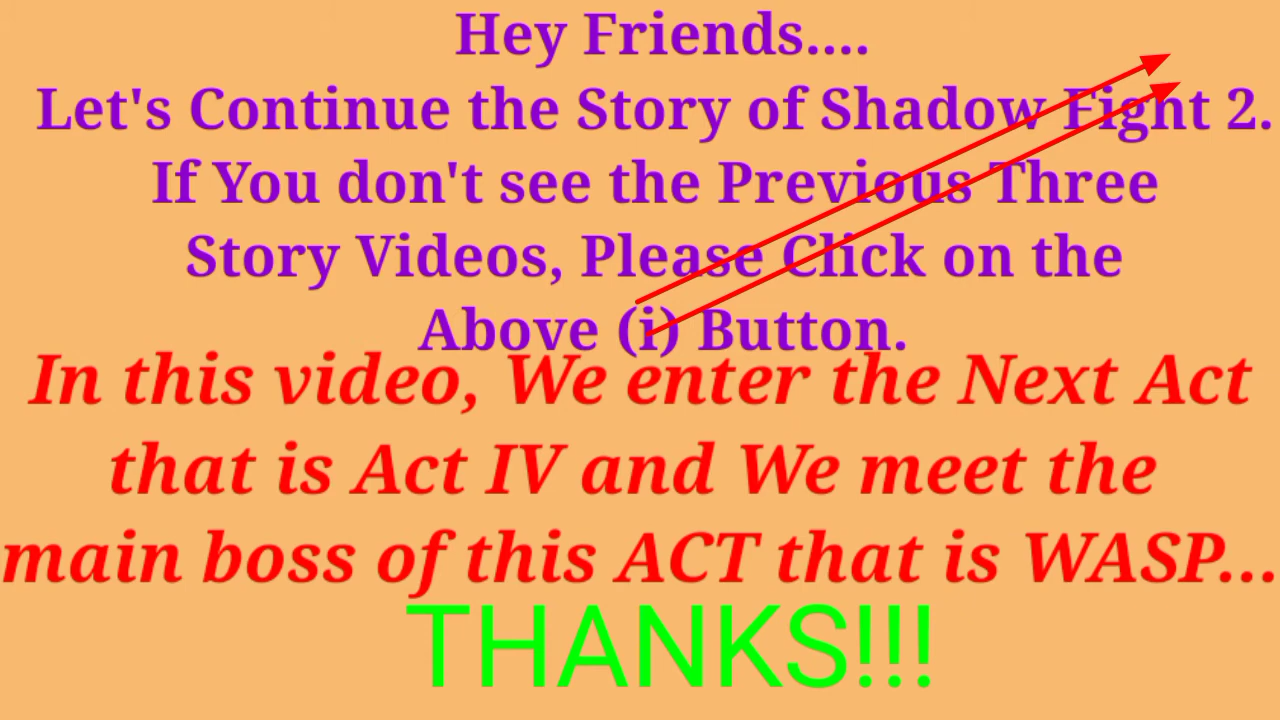 Hey Friends....
Let's Continue the Story of Shadow Fight 2.
If You don't see the Previous Three
Story Videos, Please Click on the
Above (i) Button.
In this video, We enter the Next Act
that is Act IV and We meet the
main boss of this ACT that is WASP...
THANKS!!!